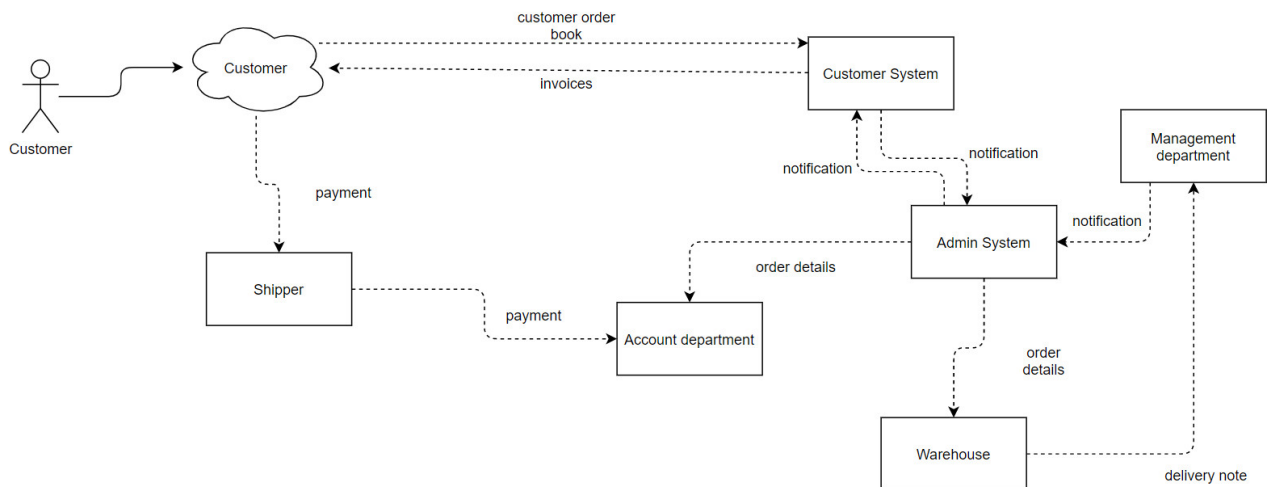 customer order
book
Customer
Customer System
invoices
Customer
Management
department
notification
notification
payment
notification
Admin System
order details
Shipper
payment
Account department
order
details
Warehouse
delivery note